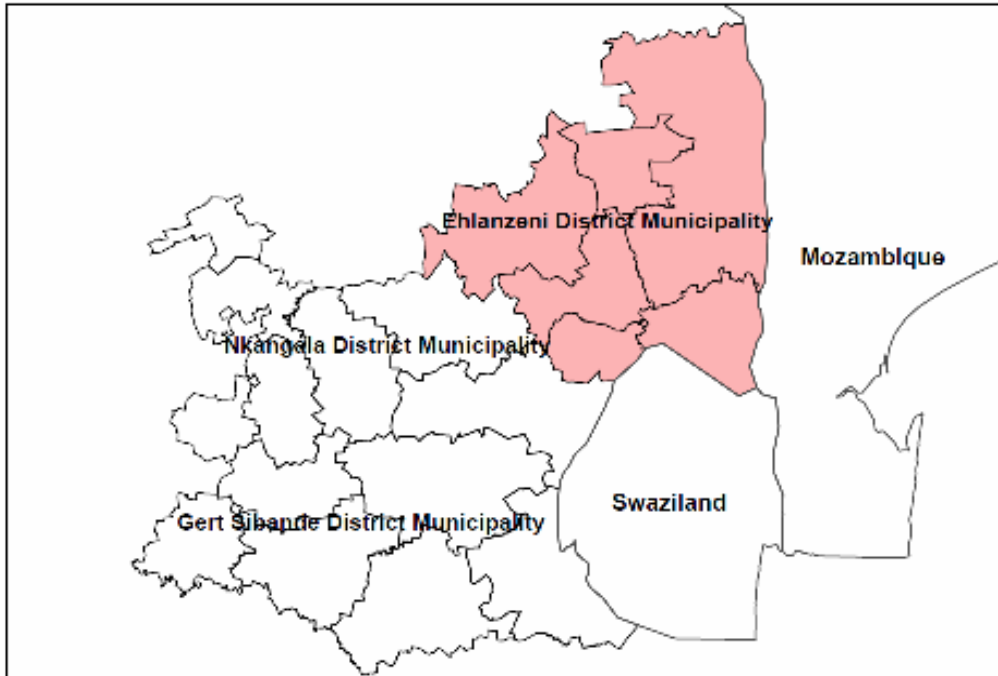 Ehlanzeni District Municipality
Mozambique
Nkangala District Municipality
Swaziland
Gert Sibande District Municipality